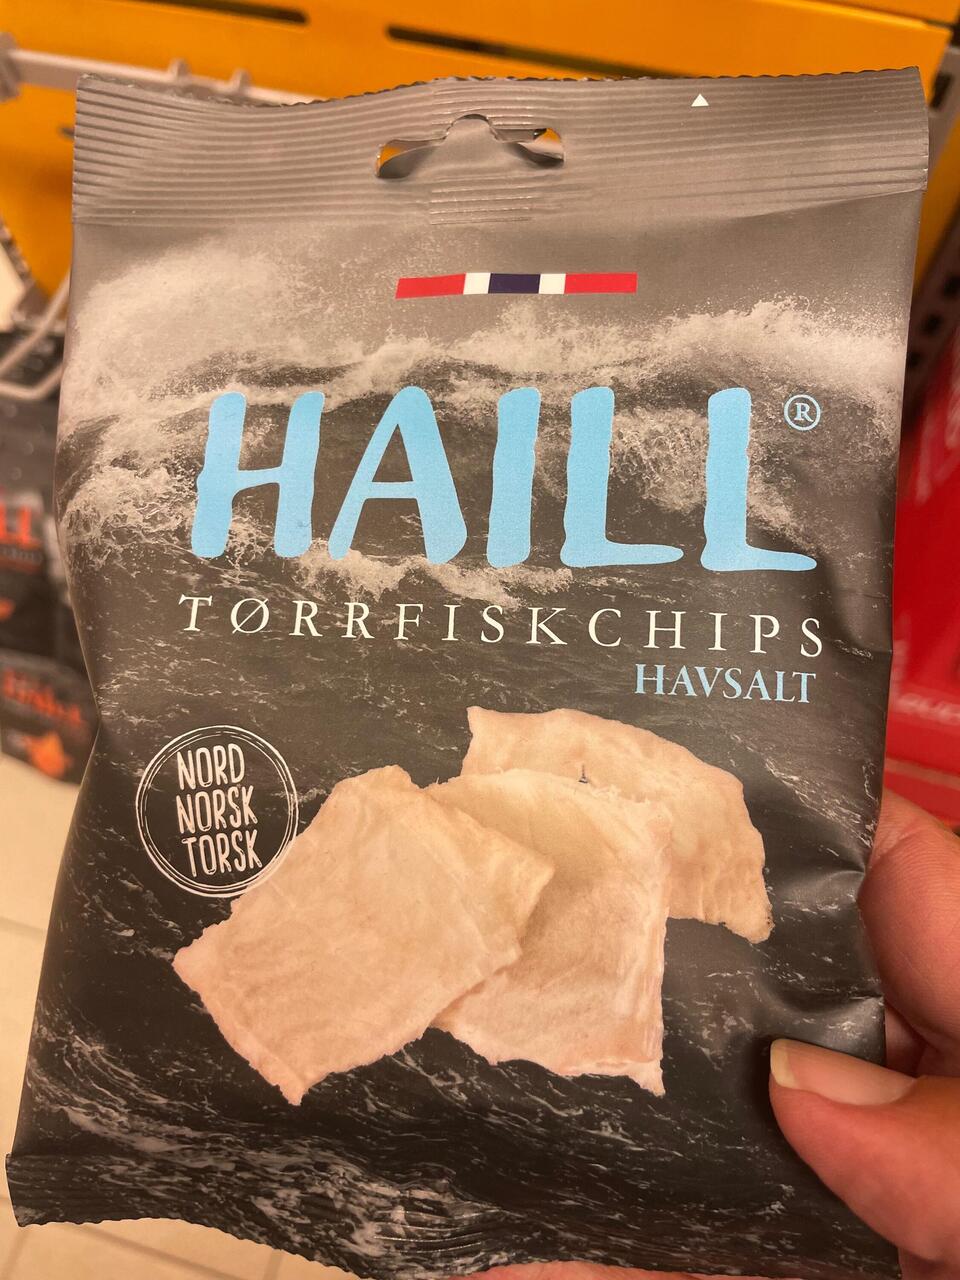 HAILL®
TØRRFISKCHIPS
HAVSALT
NORD
NORSK
TORSK